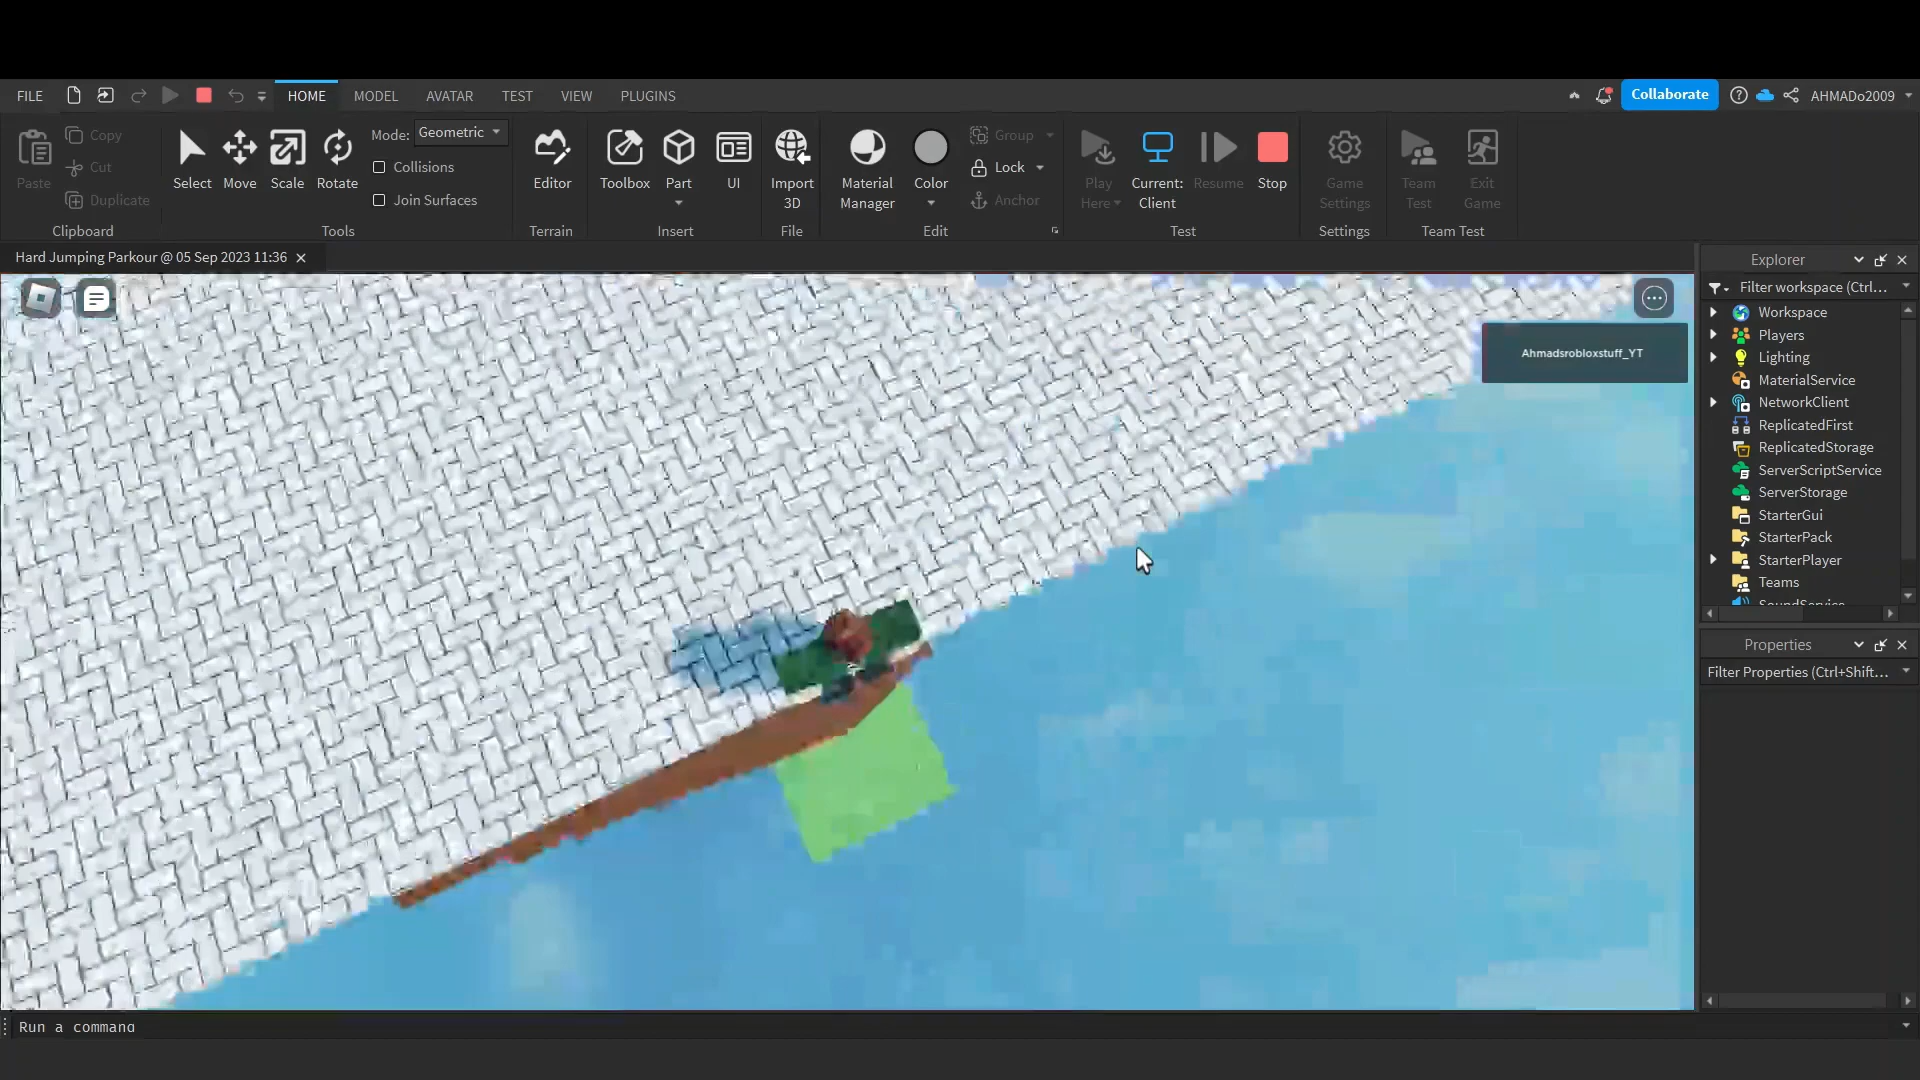 FILE HOME MODEL AVATAR TEST VIEW PLUGINS Collaborate AHMADo2009
Paste Copy Cut Duplicate
Clipboard
Select Move Scale Rotate
Mode: Geometric
Collisions
Join Surfaces
Tools
Editor
Terrain
Toolbox Part UI
Insert
Import
3D
File
Material
Manager
Color
Group
Lock
Anchor
Edit
Play
Here
Current:
Client
Resume
Stop
Test
Game
Settings
Settings
Team
Test
Exit
Game
Team Test
Hard Jumping Parkour @ 05 Sep 2023 11:36
Ahmadsrobloxstuff_YT
Explorer
Filter workspace (Ctrl...
Workspace
Players
Lighting
MaterialService
NetworkClient
ReplicatedFirst
ReplicatedStorage
ServerScriptService
ServerStorage
StarterGui
StarterPack
StarterPlayer
Teams
SoundService
Properties
Filter Properties (Ctrl+Shift...
Run a command